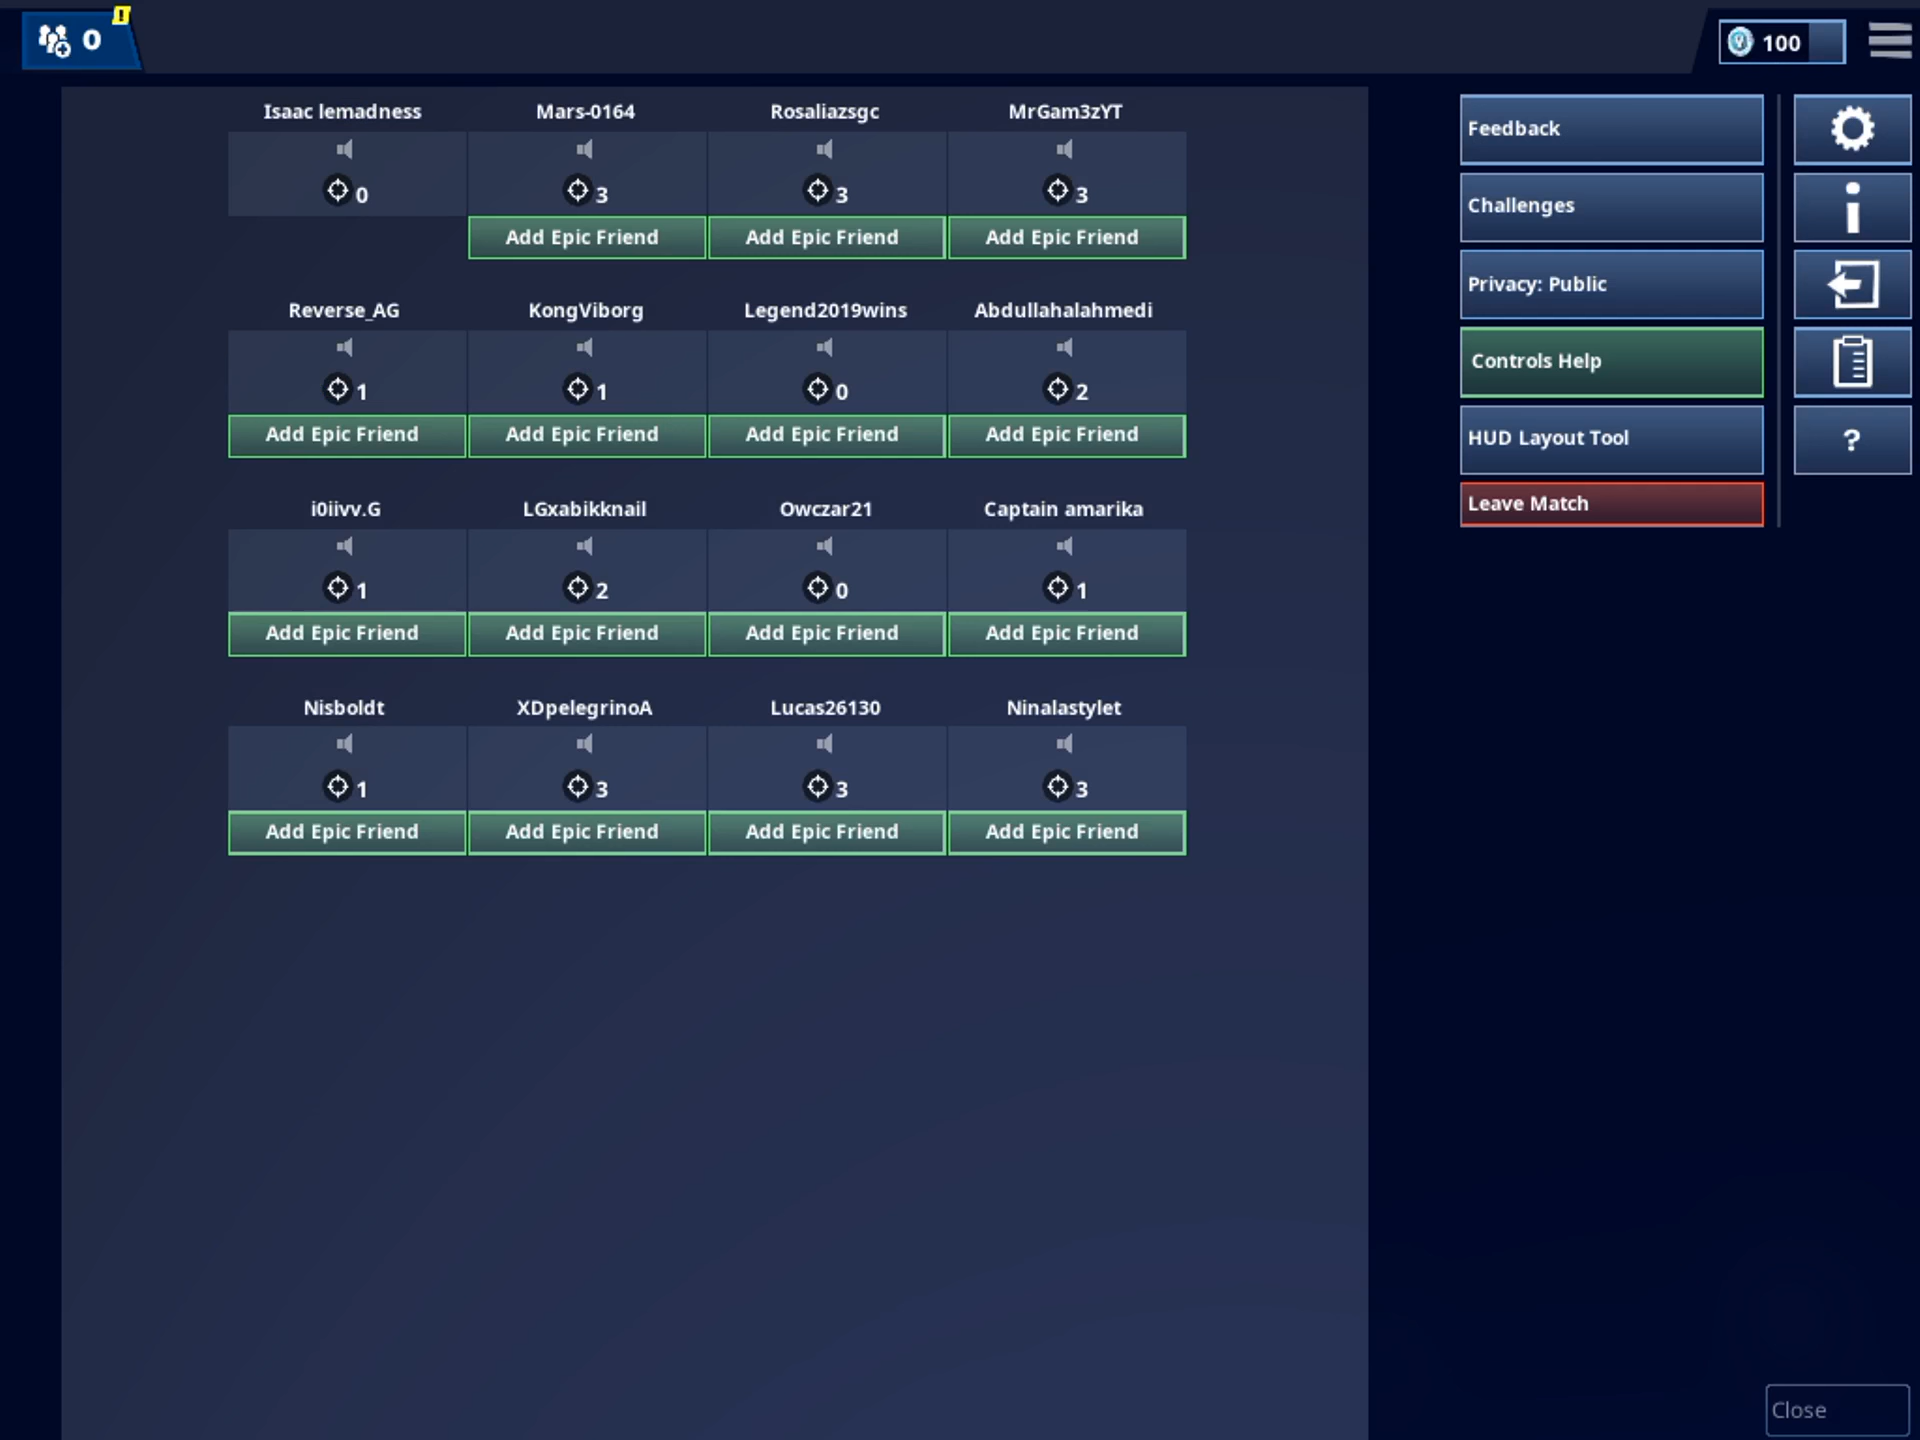 0
100
Isaac lemadness Mars-0164 Rosaliazsgc MrGam3zYT
0 3 3 3
Add Epic Friend Add Epic Friend Add Epic Friend
Reverse_AG KongViborg Legend2019wins Abdullahalahmedi
1 1 0 2
Add Epic Friend Add Epic Friend Add Epic Friend Add Epic Friend
i0iivv.G LGxabikknail Owczar21 Captain amarika
1 2 0 1
Add Epic Friend Add Epic Friend Add Epic Friend Add Epic Friend
Nisboldt XDpelegrinoA Lucas26130 Ninalastylet
1 3 3 3
Add Epic Friend Add Epic Friend Add Epic Friend Add Epic Friend
Feedback
Challenges
Privacy: Public
Controls Help
HUD Layout Tool
?
Leave Match
Close